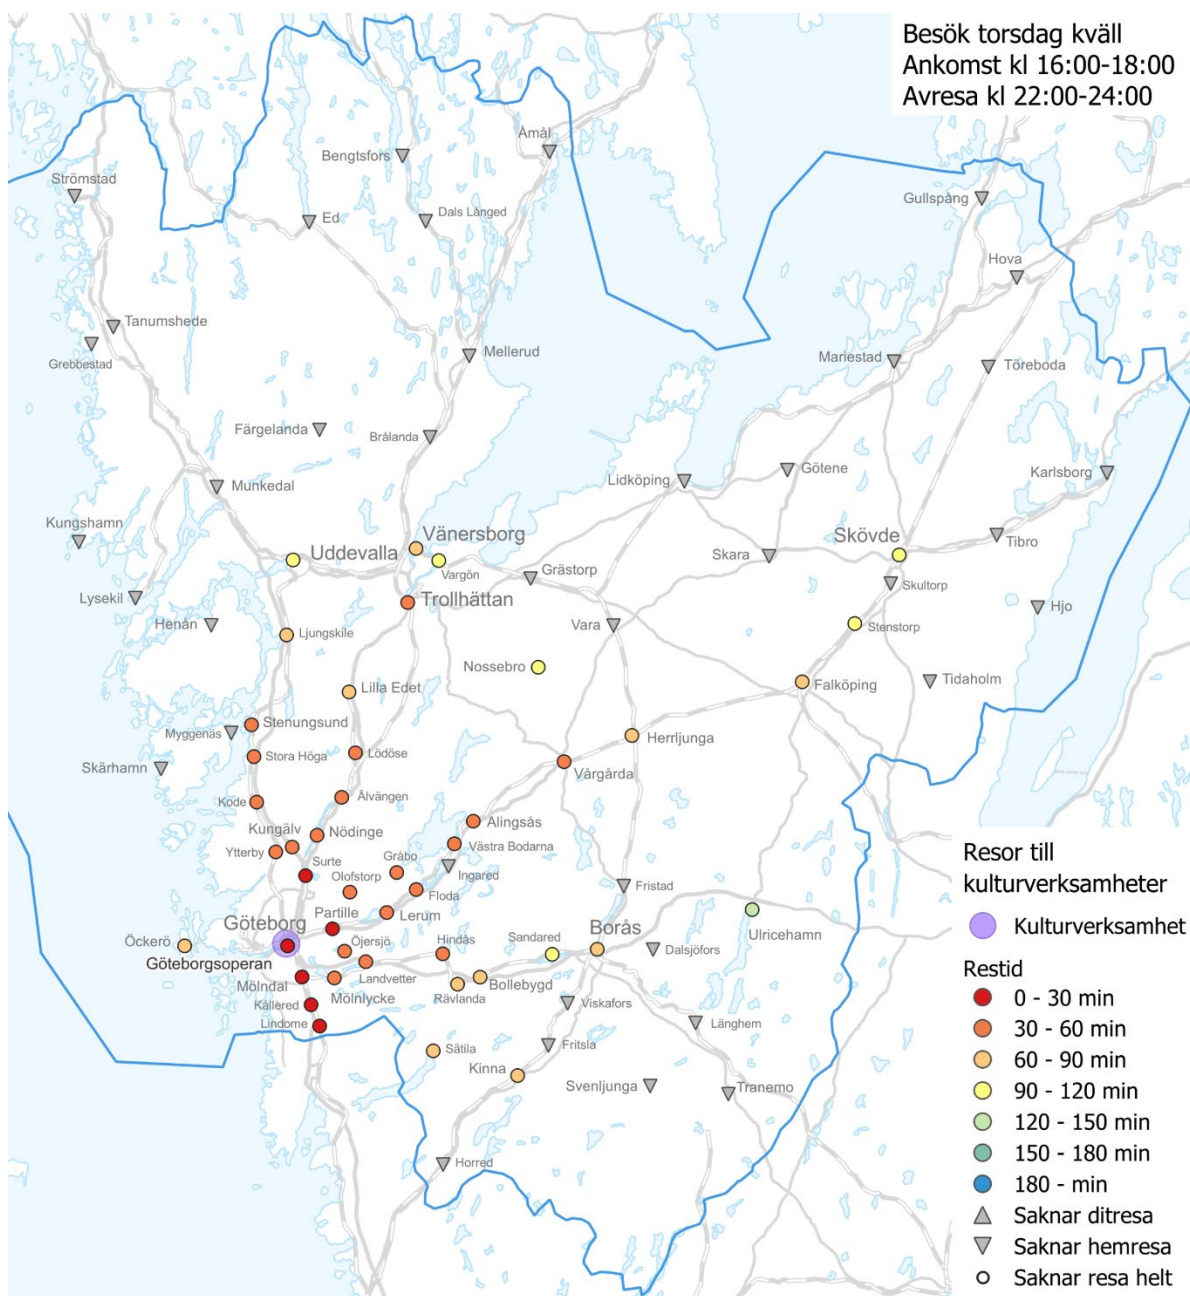 Besök torsdag kväll
Ankomst kl 16:00-18:00
Avresa kl 22:00-24:00
Åmål
Bengtsfors
Strömstad
Gullspång
Ed
Dals Långed
Hova
Tanumshede
Grebbestad
Mellerud
Mariestad
Töreboda
Färgelanda
Brålanda
Götene
Karlsborg
Lidköping
Munkedal
Kungshamn
Vänersborg
Skövde
Tibro
Uddevalla
Skara
Vargön
Grästorp
Skultorp
Lysekil
Trollhättan
Hjo
Henån
Vara
Stenstorp
Ljungskile
Nossebro
Tidaholm
Lilla Edet
Falköping
Stenungsund
Myggenäs
Herrljunga
Stora Höga
Lödöse
Skärhamn
Vårgårda
Kode
Älvängen
Alingsås
Kungälv
Nödinge
Ytterby
Västra Bodarna
Surte
Gråbo
Ingared
Olofstorp
Floda
Fristad
Partille
Lerum
Göteborg
Borås
Ulricehamn
Öckerö
Öjersjö
Hindås
Sandared
Dalsjöfors
Göteborgsoperan
Landvetter
Mölndal
Mölnlycke
Bollebygd
Rävlanda
Kållered
Viskafors
Lindome
Länghem
Sätila
Fritsla
Kinna
Svenljunga
Tranemo
Horred
Resor till
kulturverksamheter
Kulturverksamhet
Restid
0 - 30 min
30 - 60 min
60 - 90 min
90 - 120 min
120 - 150 min
150 - 180 min
180 - min
Saknar ditresa
Saknar hemresa
Saknar resa helt